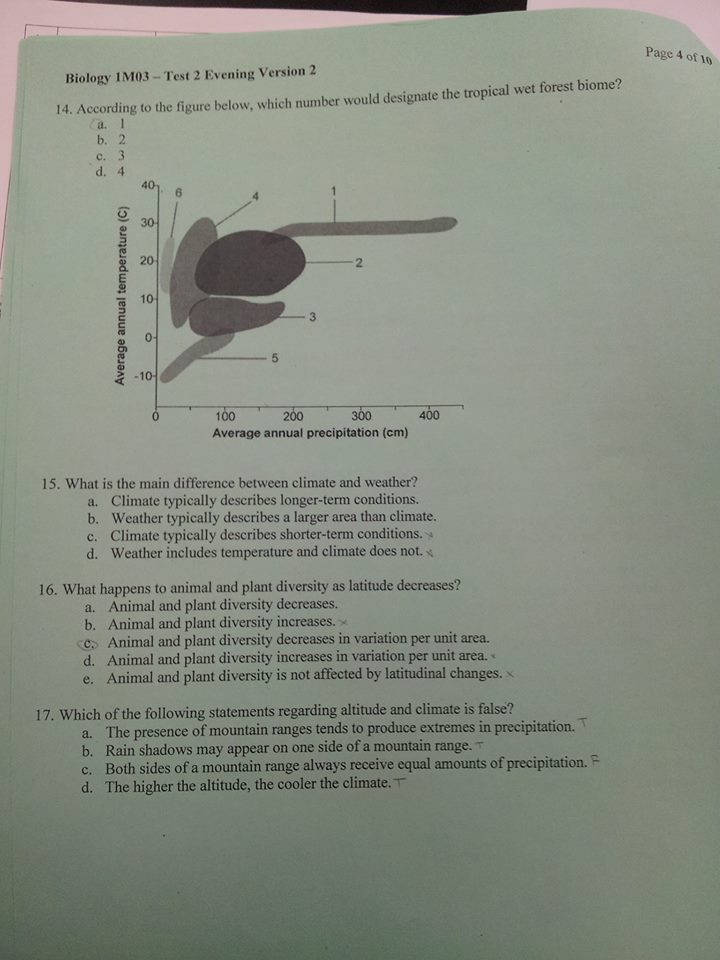 Page 4 of 10
Biology 1M03 – Test 2 Evening Version 2
14. According to the figure below, which number would designate the tropical wet forest biome?
a. 1
b. 2
c. 3
d. 4
40
30
20
10
0
-10
6
4
1
2
3
5
Average annual temperature (C)
0
100
200
300
400
Average annual precipitation (cm)
15. What is the main difference between climate and weather?
a. Climate typically describes longer-term conditions.
b. Weather typically describes a larger area than climate.
c. Climate typically describes shorter-term conditions. x
d. Weather includes temperature and climate does not. x
16. What happens to animal and plant diversity as latitude decreases?
a. Animal and plant diversity decreases.
b. Animal and plant diversity increases. x
c. Animal and plant diversity decreases in variation per unit area.
d. Animal and plant diversity increases in variation per unit area. x
e. Animal and plant diversity is not affected by latitudinal changes. x
17. Which of the following statements regarding altitude and climate is false?
a. The presence of mountain ranges tends to produce extremes in precipitation. T
b. Rain shadows may appear on one side of a mountain range. T
c. Both sides of a mountain range always receive equal amounts of precipitation. F
d. The higher the altitude, the cooler the climate. T